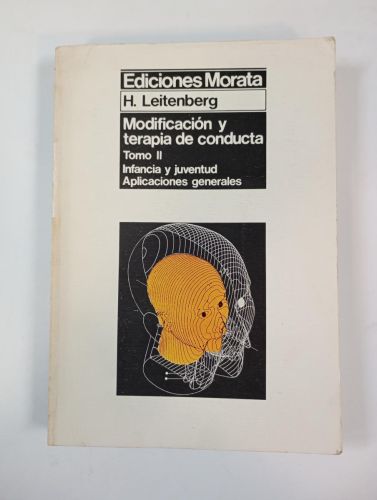 Ediciones Morata
H. Leitenberg
Modificación y
terapia de conducta
Tomo II
Infancia y juventud
Aplicaciones generales